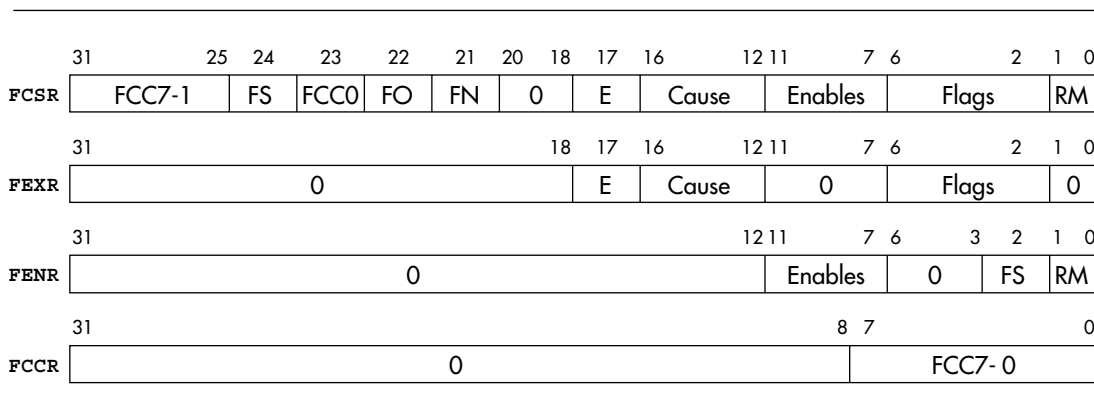 31 25 24 23 22 21 20 18 17 16 12 11 7 6 2 1 0
FCSR FCC7-1 FS FCC0 FO FN 0 E Cause Enables Flags RM
31 18 17 16 12 11 7 6 2 1 0
FEXR 0 E Cause 0 Flags 0
31 12 11 7 6 3 2 1 0
FENR 0 Enables 0 FS RM
31 8 7 0
FCCR 0 FCC7- 0